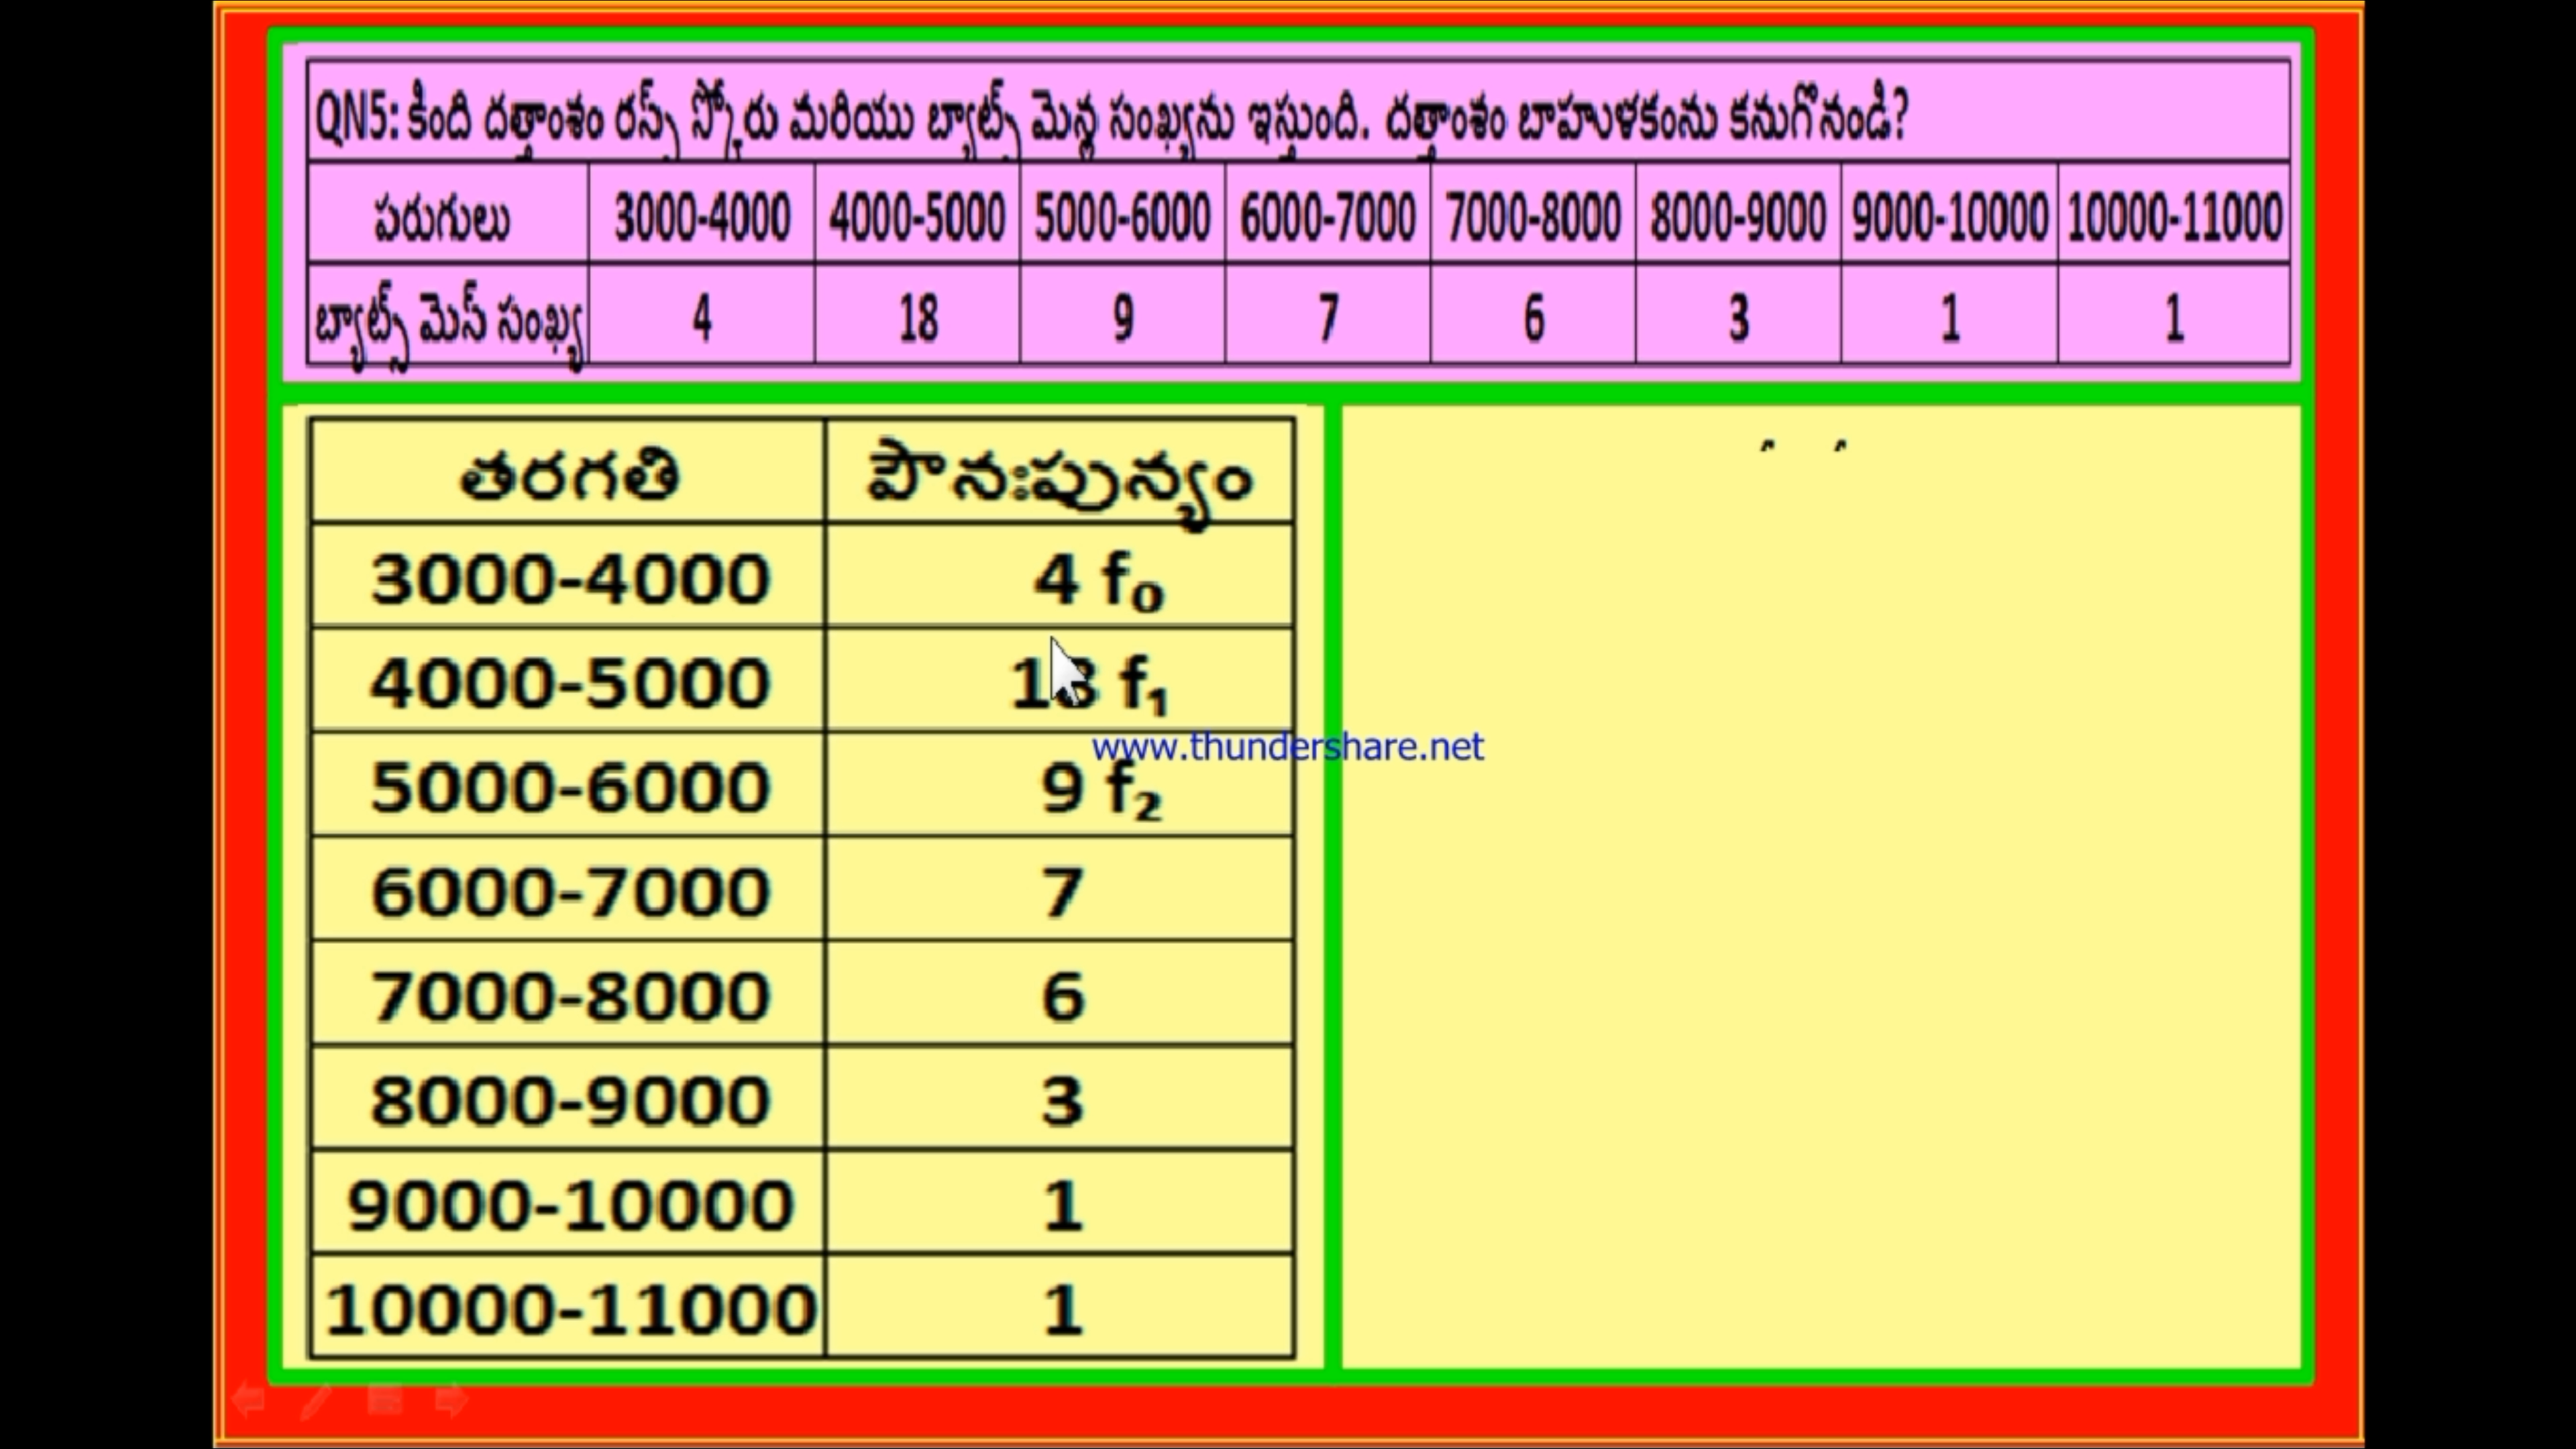 QN5: కింది దత్తాంశం రన్స్ స్కోరు మరియు బ్యాట్స్ మెన్ల సంఖ్యను ఇస్తుంది. దత్తాంశం బాహుళకంను కనుగొనండి?
పరుగులు 3000-4000 4000-5000 5000-6000 6000-7000 7000-8000 8000-9000 9000-10000 10000-11000
బ్యాట్స్ మెన్ సంఖ్య 4 18 9 7 6 3 1 1
తరగతి పౌనఃపున్యం
3000-4000 4 f₀
4000-5000 18 f₁
www.thundershare.net
5000-6000 9 f₂
6000-7000 7
7000-8000 6
8000-9000 3
9000-10000 1
10000-11000 1